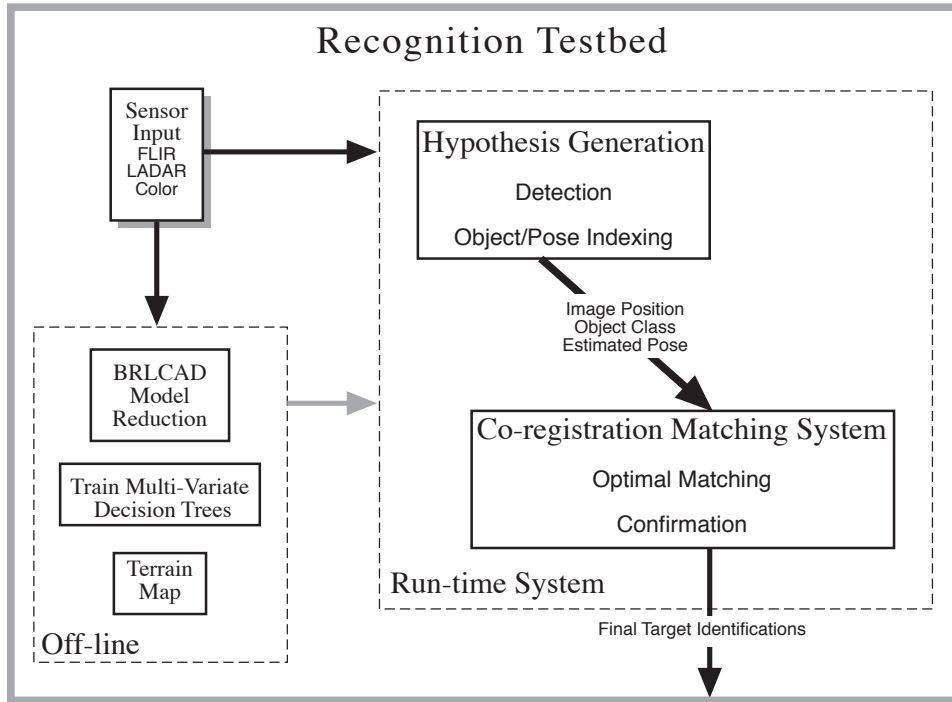 Recognition Testbed
Sensor
Input
FLIR
LADAR
Color
Hypothesis Generation
Detection
Object/Pose Indexing
Image Position
Object Class
Estimated Pose
BRLCAD
Model
Reduction
Train Multi-Variate
Decision Trees
Terrain
Map
Off-line
Co-registration Matching System
Optimal Matching
Confirmation
Run-time System
Final Target Identifications